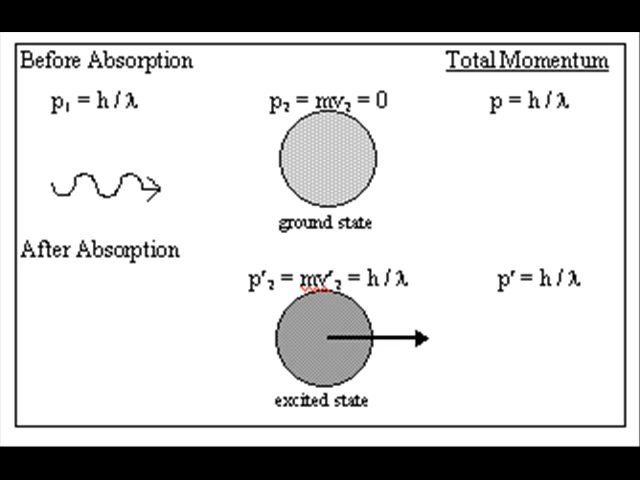 Before Absorption Total Momentum
p₁ = h / λ p₂ = mv₂ = 0 p = h / λ
ground state
After Absorption
p′₂ = mv′₂ = h / λ p′ = h / λ
excited state